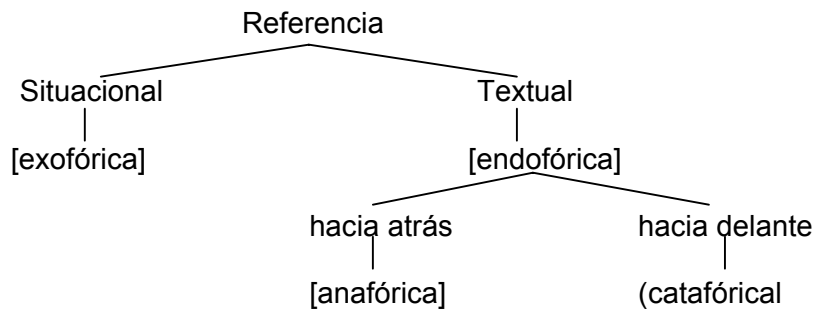 Referencia
Situacional Textual
[exofórica] [endofórica]
hacia atrás hacia delante
[anafórica] (catafórical